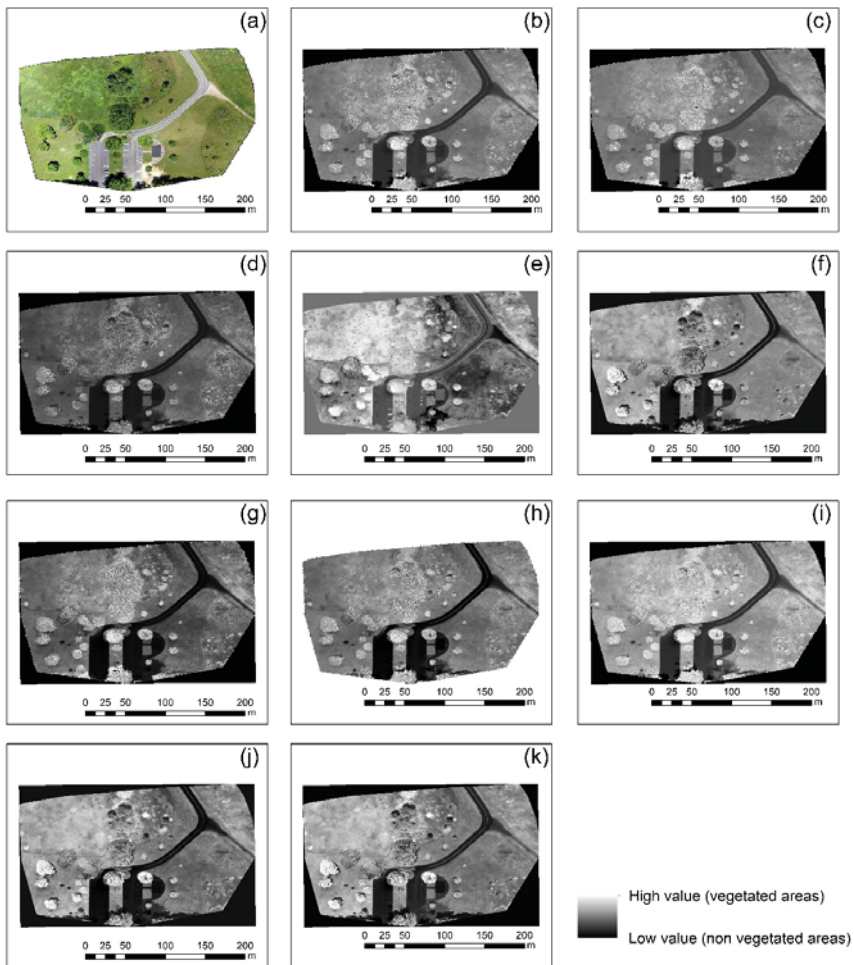 (a) (b) (c)
0 25 50 100 150 200 0 25 50 100 150 200 0 25 50 100 150 200
m m m
(d) (e) (f)
0 25 50 100 150 200 0 25 50 100 150 200 0 25 50 100 150 200
m m m
(g) (h) (i)
0 25 50 100 150 200 0 25 50 100 150 200 0 25 50 100 150 200
m m m
(j) (k)
0 25 50 100 150 200 0 25 50 100 150 200
m m
High value (vegetated areas)
Low value (non vegetated areas)